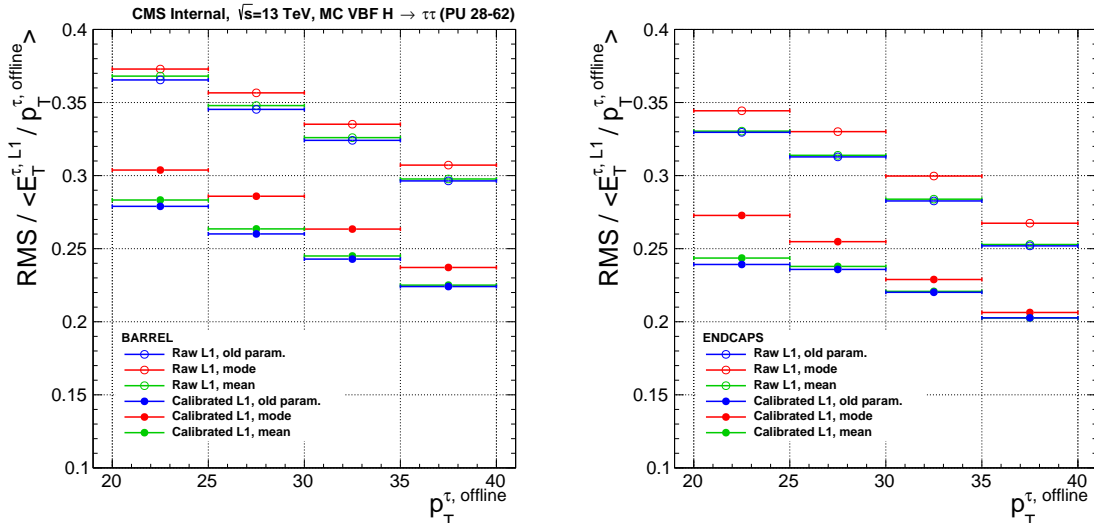 CMS Internal, √s=13 TeV, MC VBF H → ττ (PU 28-62)
RMS / <E_T^{τ, L1} / p_T^{τ, offline} >
0.4
0.35
0.3
0.25
0.2
0.15
0.1
BARREL
Raw L1, old param.
Raw L1, mode
Raw L1, mean
Calibrated L1, old param.
Calibrated L1, mode
Calibrated L1, mean
20 25 30 35 40
p_T^{τ, offline}
RMS / <E_T^{τ, L1} / p_T^{τ, offline} >
0.4
0.35
0.3
0.25
0.2
0.15
0.1
ENDCAPS
Raw L1, old param.
Raw L1, mode
Raw L1, mean
Calibrated L1, old param.
Calibrated L1, mode
Calibrated L1, mean
20 25 30 35 40
p_T^{τ, offline}